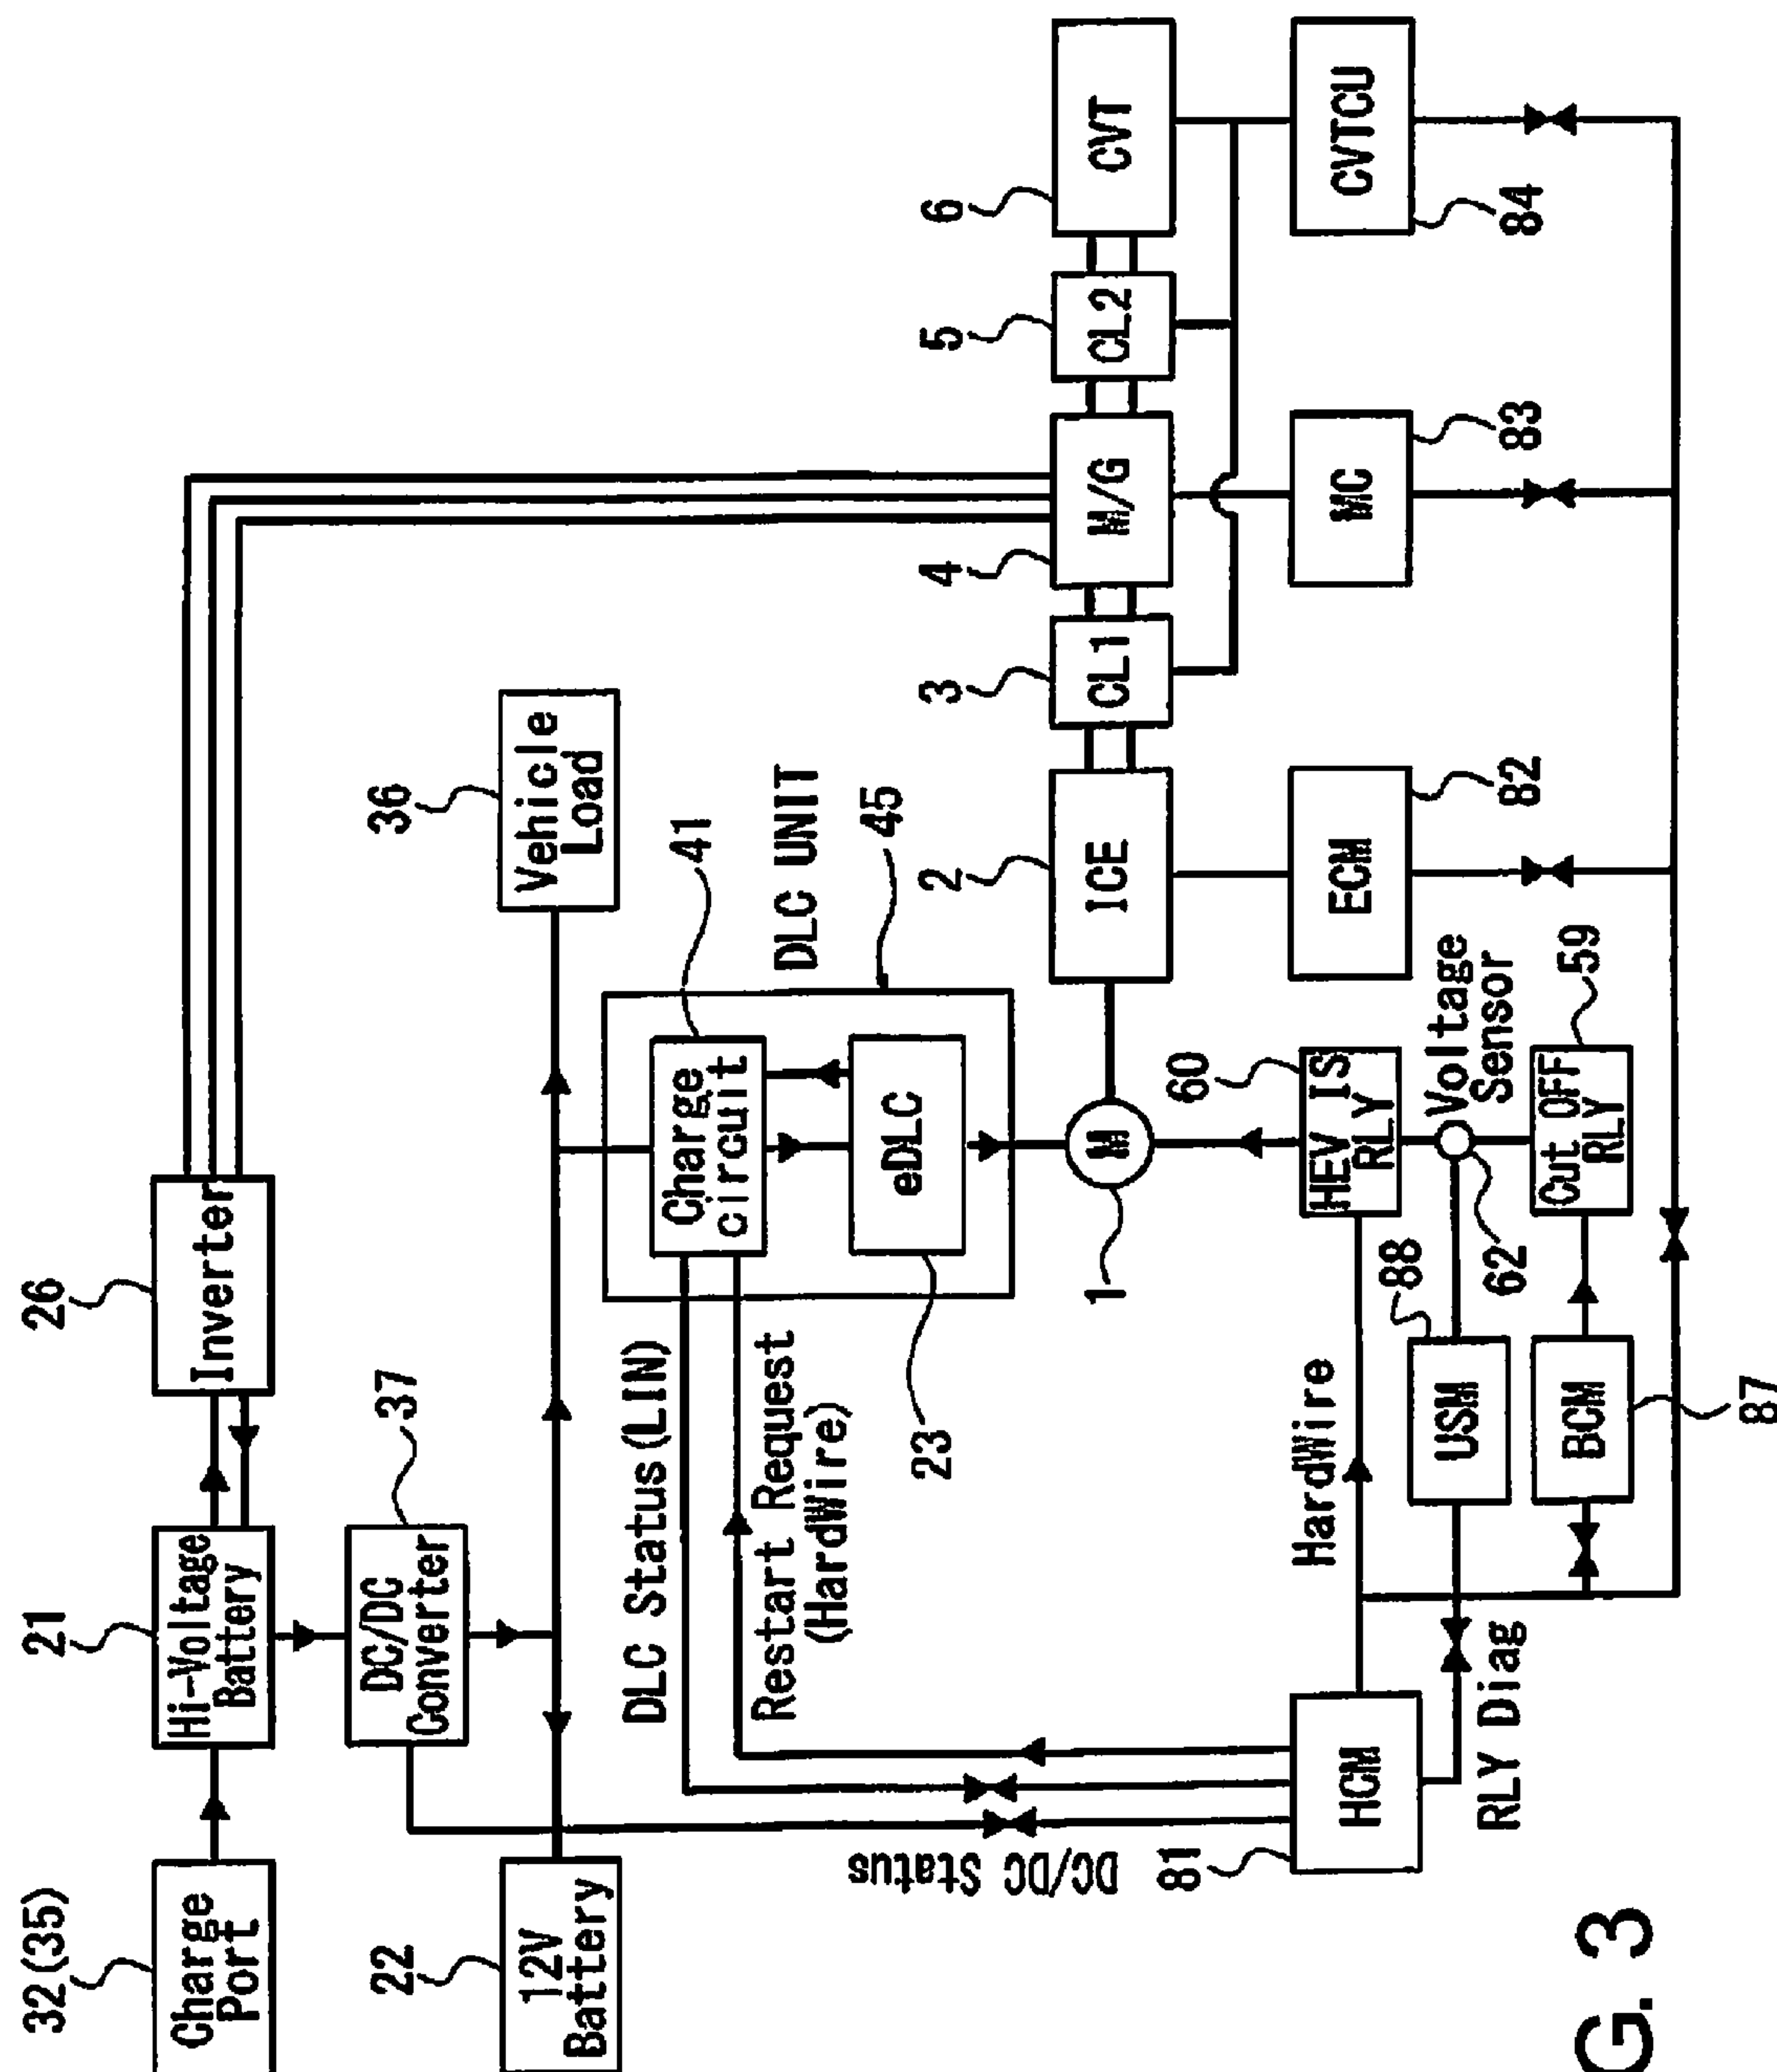 32(35)
Charge
Port
21
Hi-Voltage
Battery
26
Inverter
37
DC/DC
Converter
22
12V
Battery
36
Vehicle
Load
DLC Status(LIN)
Restart Request
(HardWire)
41
Charge
circuit
DLC UNIT
45
eDLC
23
DC/DC Status
81
HCM
RLY Diag
HardWire
1
M
2
ICE
3
CL1
4
M/G
5
CL2
6
CVT
60
HEV IS
RLY
88
USM
62
Voltage
Sensor
Cut OFF
RLY
59
BCM
87
ECM
82
MC
83
CVTCU
84
G. 3